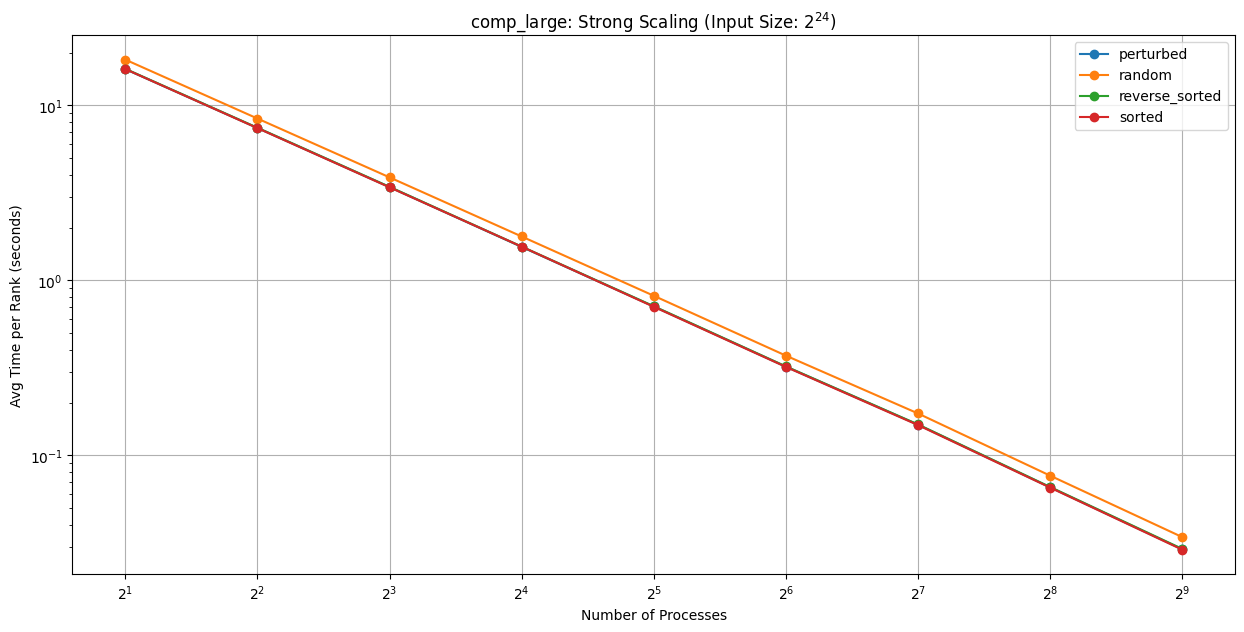 comp_large: Strong Scaling (Input Size: 2^24)
perturbed
random
reverse_sorted
sorted
Avg Time per Rank (seconds)
10^1
10^0
10^−1
2^1 2^2 2^3 2^4 2^5 2^6 2^7 2^8 2^9
Number of Processes